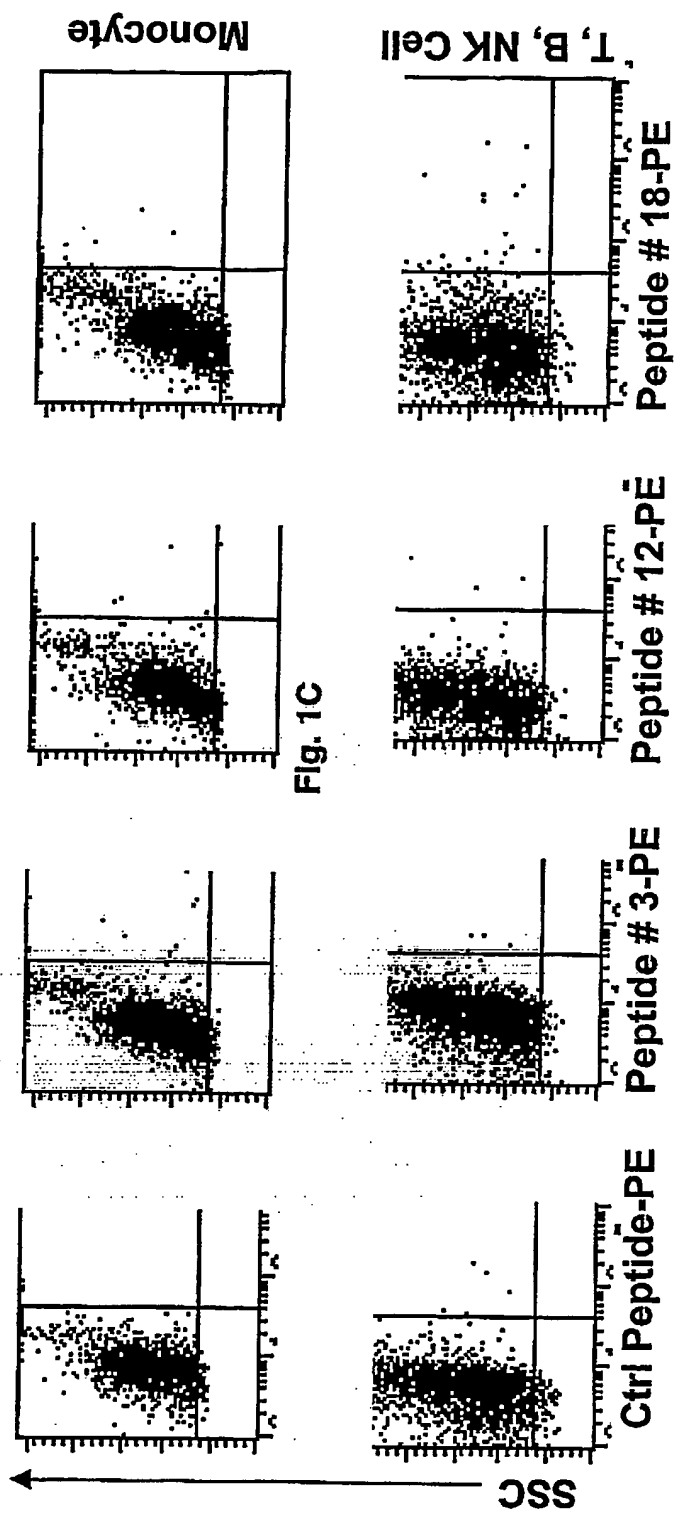 Monocyte
T, B, NK Cell
SSC
Ctrl Peptide-PE
Peptide # 3-PE
Peptide # 12-PE
Peptide # 18-PE
Fig. 1C